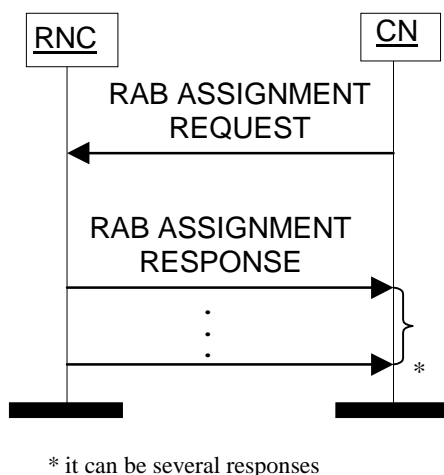 RNC
CN
RAB ASSIGNMENT
REQUEST
RAB ASSIGNMENT
RESPONSE
*
* it can be several responses